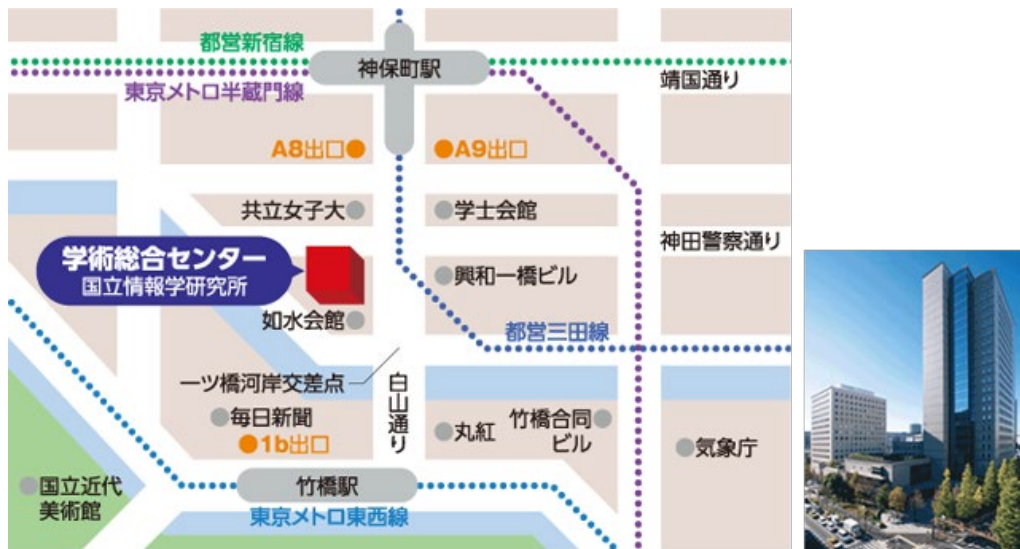 都営新宿線
神保町駅
東京メトロ半蔵門線
靖国通り
A8出口
A9出口
共立女子大
学士会館
神田警察通り
学術総合センター
国立情報学研究所
興和一橋ビル
如水会館
都営三田線
一ツ橋河岸交差点
白山通り
毎日新聞
1b出口
丸紅
竹橋合同
ビル
気象庁
国立近代
美術館
竹橋駅
東京メトロ東西線